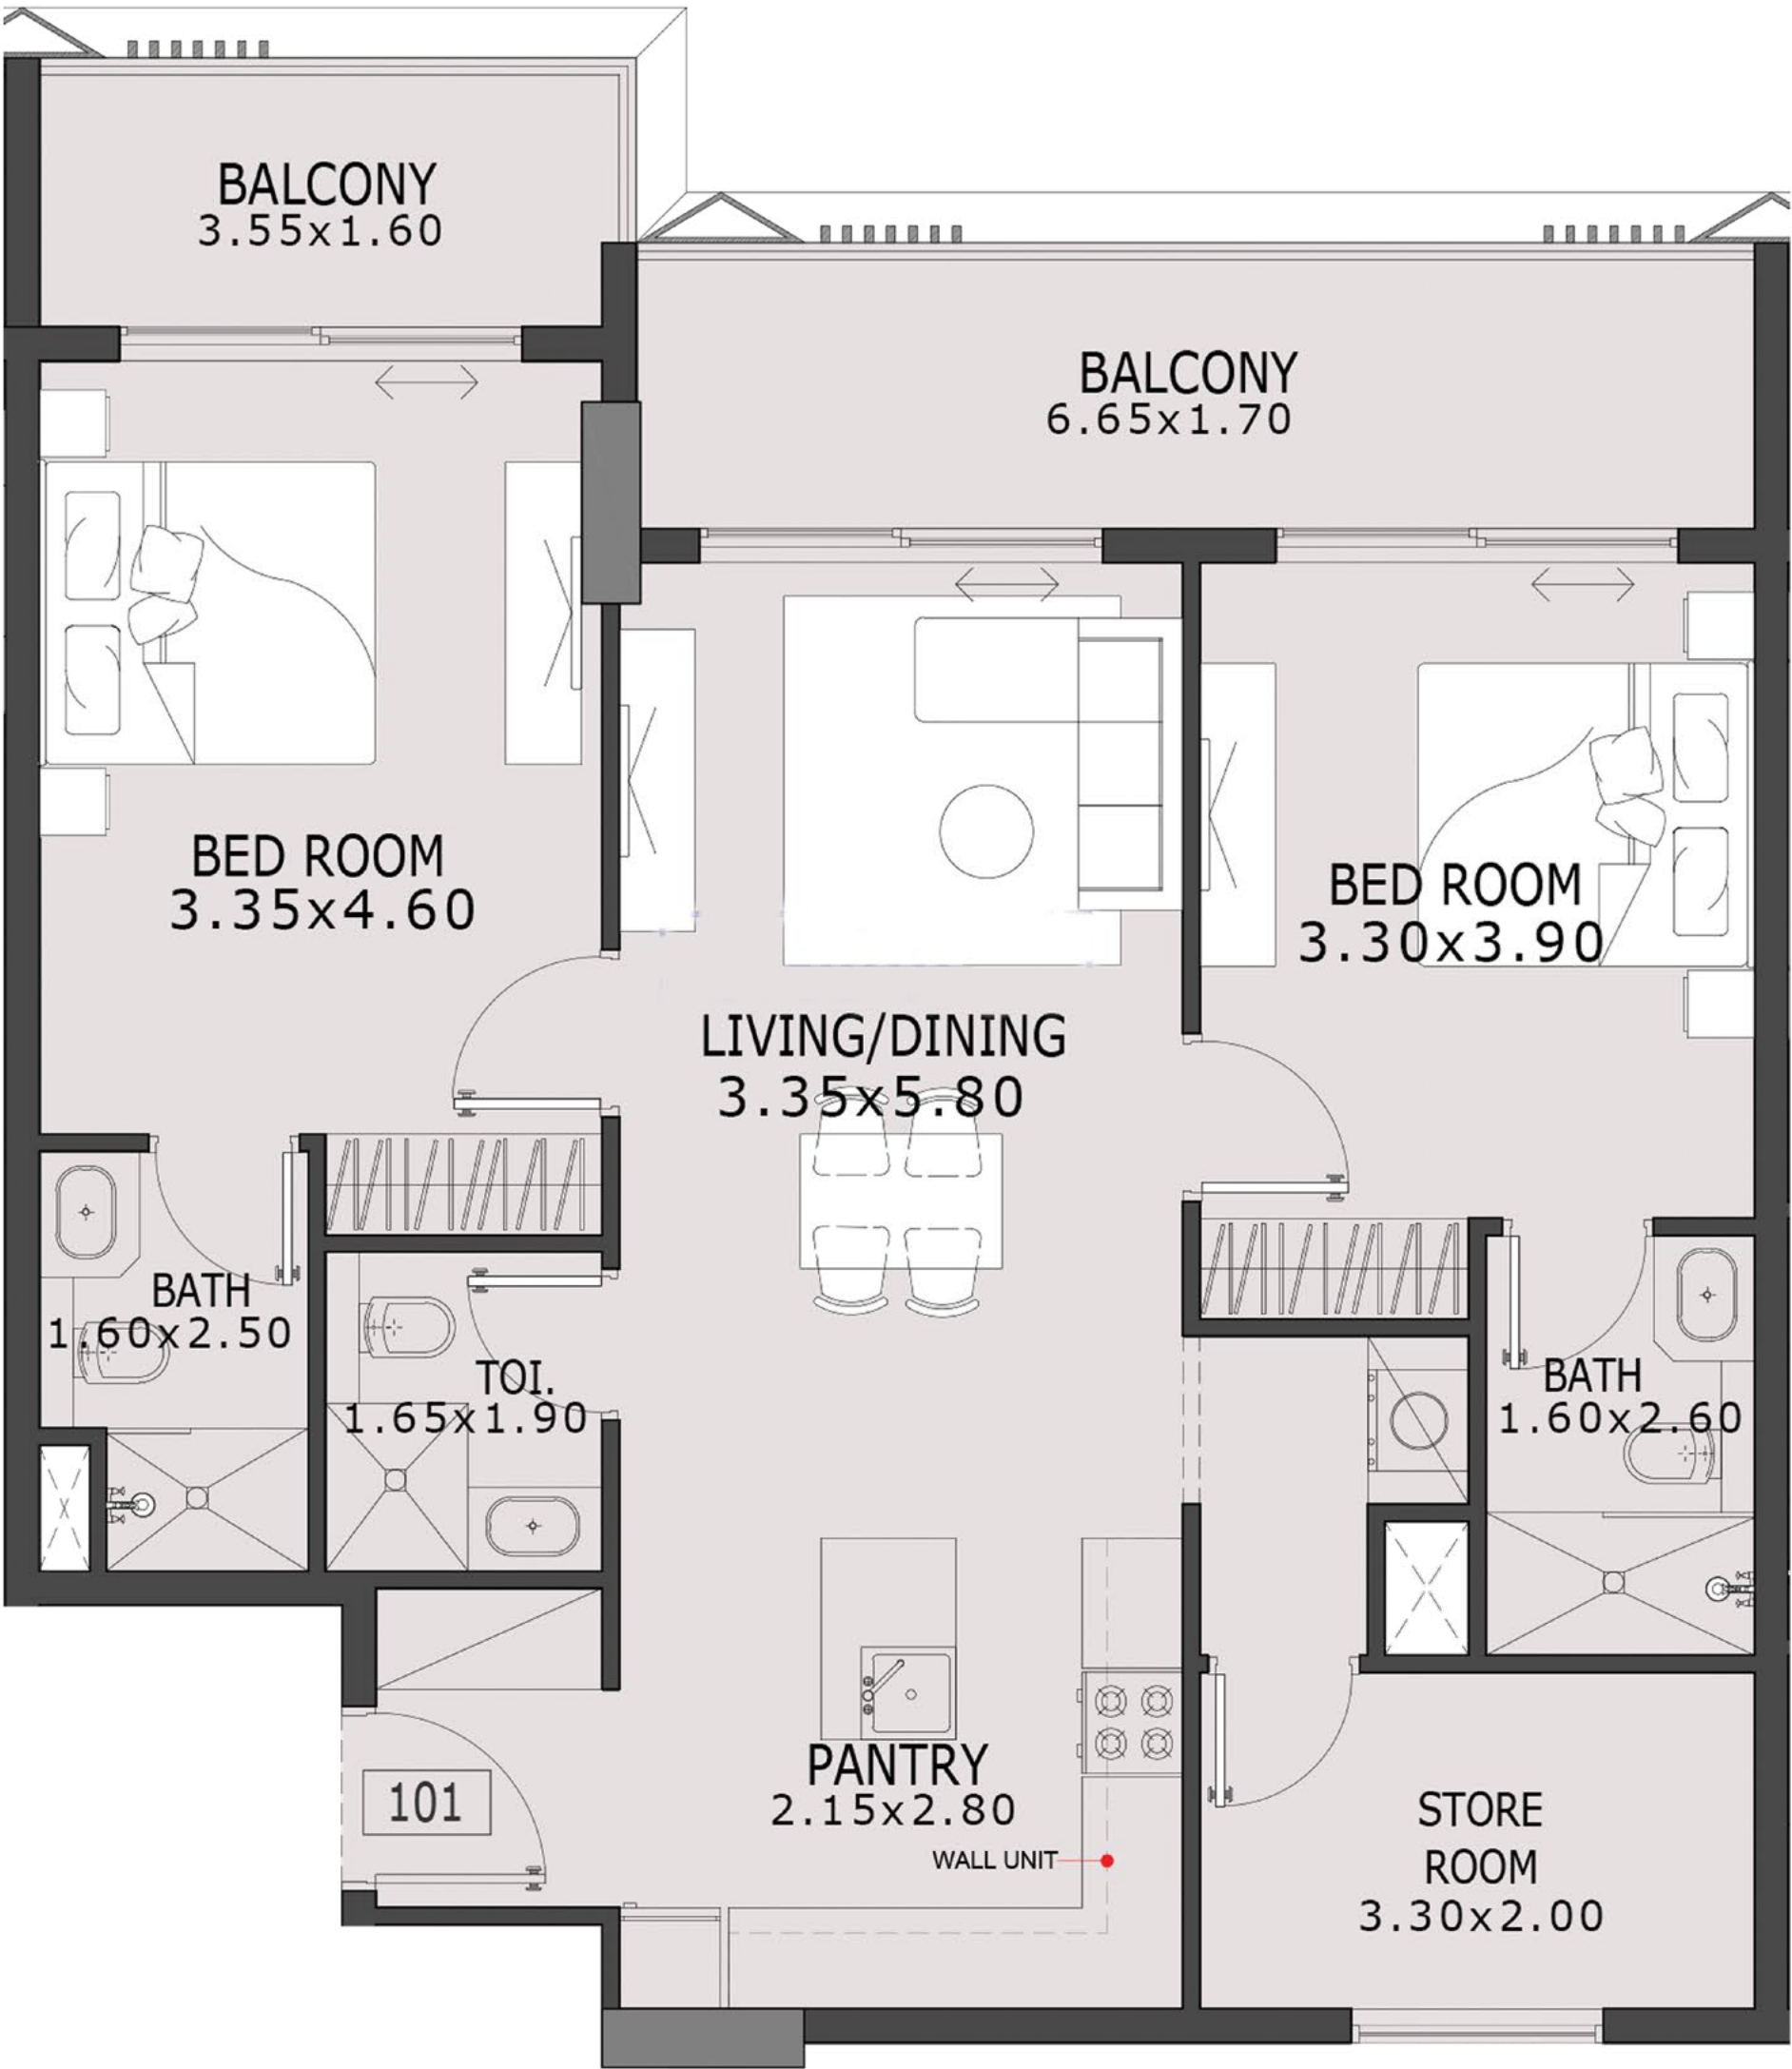 BALCONY
3.55x1.60
BALCONY
6.65x1.70
BED ROOM
3.35x4.60
BED ROOM
3.30x3.90
LIVING/DINING
3.35x5.80
BATH
1.60x2.50
TOI.
1.65x1.90
BATH
1.60x2.60
PANTRY
2.15x2.80
101
WALL UNIT
STORE
ROOM
3.30x2.00